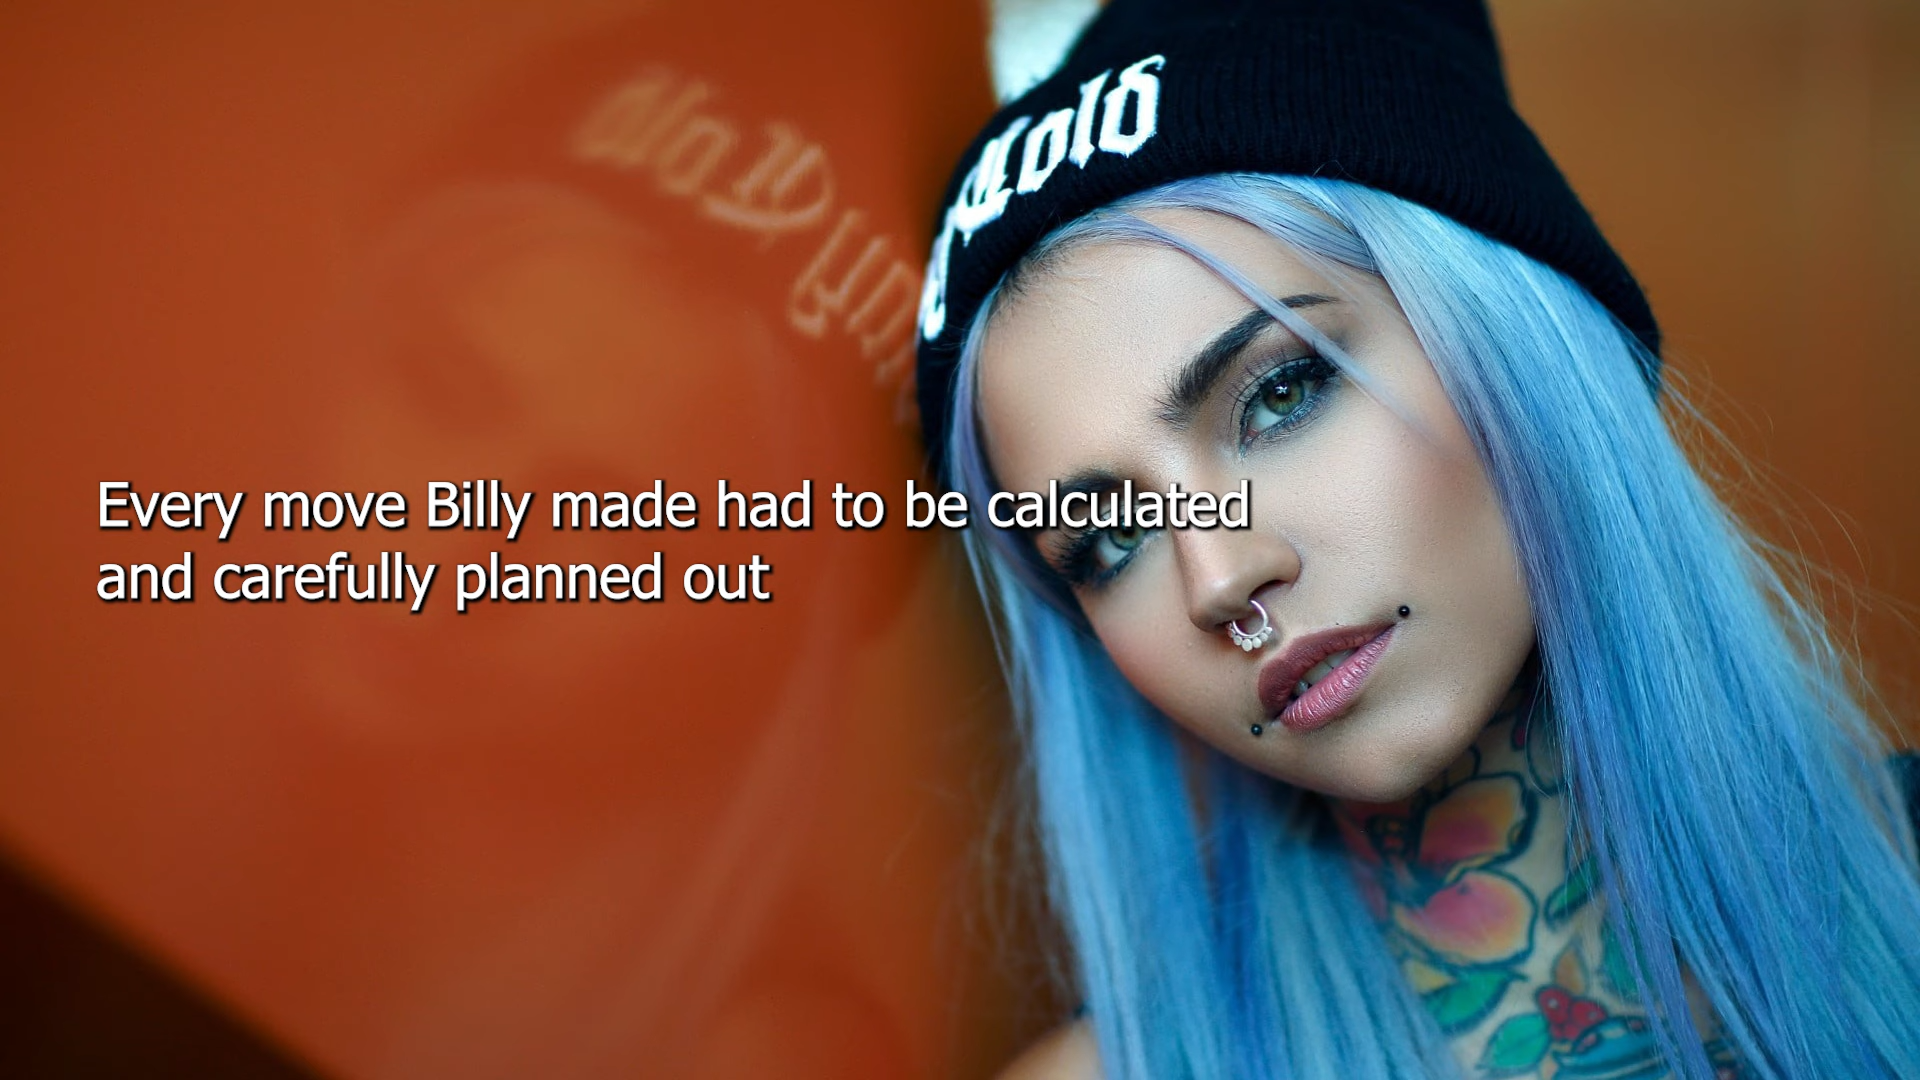 Every move Billy made had to be calculated
and carefully planned out